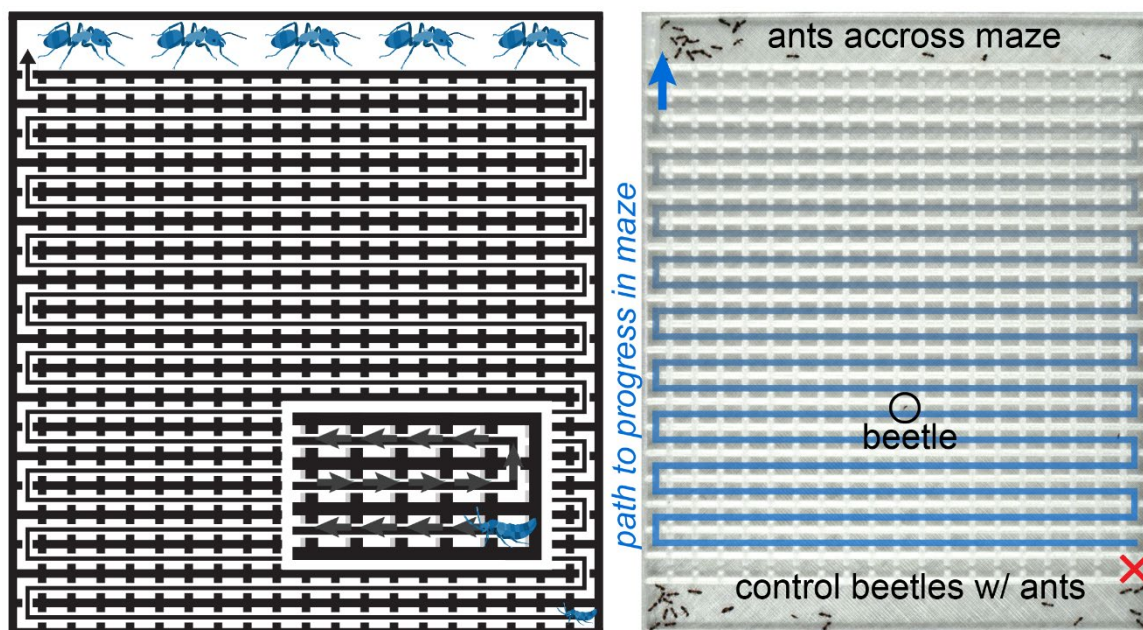 ants accross maze
path to progress in maze
beetle
control beetles w/ ants